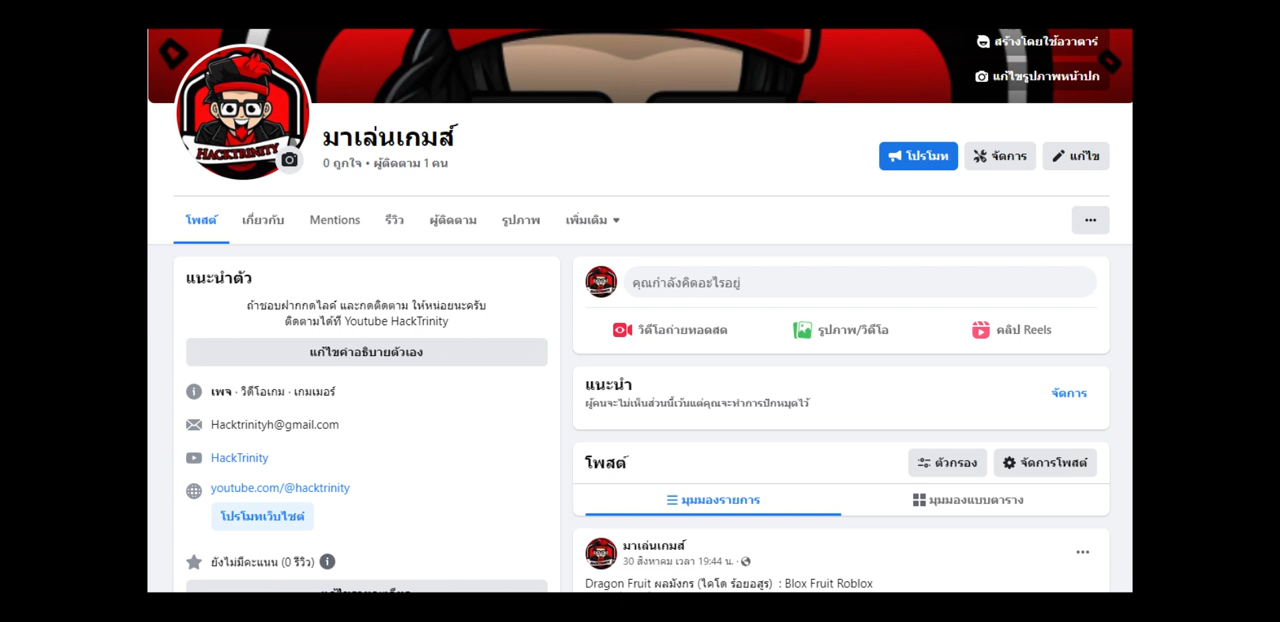 สร้างโดยใช้อวาตาร์
แก้ไขรูปภาพหน้าปก
HACKTRINITY
มาเล่นเกมส์
0 ถูกใจ • ผู้ติดตาม 1 คน
โปรโมท
จัดการ
แก้ไข
โพสต์
เกี่ยวกับ
Mentions
รีวิว
ผู้ติดตาม
รูปภาพ
เพิ่มเติม
แนะนำตัว
ถ้าชอบฝากกดไลค์ และกดติดตาม ให้หน่อยนะครับ
ติดตามได้ที่ Youtube HackTrinity
แก้ไขคำอธิบายตัวเอง
เพจ · วิดีโอเกม · เกมเมอร์
Hacktrinityh@gmail.com
HackTrinity
youtube.com/@hacktrinity
โปรโมทเว็บไซต์
ยังไม่มีคะแนน (0 รีวิว)
คุณกำลังคิดอะไรอยู่
วิดีโอถ่ายทอดสด
รูปภาพ/วิดีโอ
คลิป Reels
แนะนำ
ผู้คนจะไม่เห็นส่วนนี้เว้นแต่คุณจะทำการปักหมุดไว้
จัดการ
โพสต์
ตัวกรอง
จัดการโพสต์
มุมมองรายการ
มุมมองแบบตาราง
มาเล่นเกมส์
30 สิงหาคม เวลา 19:44 น. ·
Dragon Fruit ผลมังกร (ไคโด ร้อยอสูร) : Blox Fruit Roblox